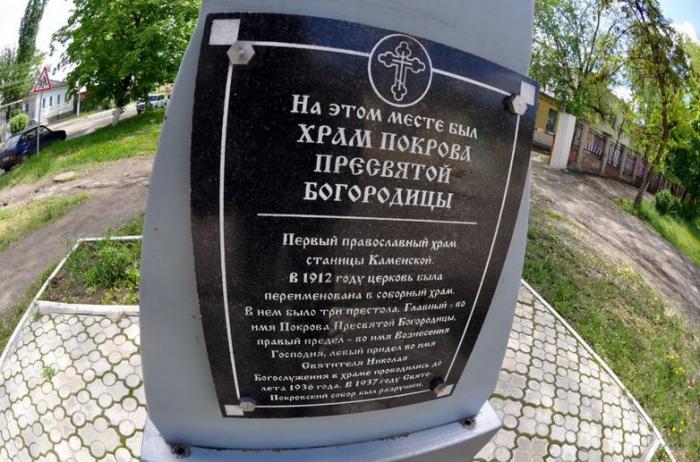 На этом месте был
ХРАМ ПОКРОВА
ПРЕСВЯТОЙ
БОГОРОДИЦЫ
Первый православный храм
станицы Каменской.
В 1912 году церковь была
переименована в соборный храм.
В нем было три престола. Главный - во
имя Покрова Пресвятой Богородицы,
правый предел - во имя Вознесения
Господня, левый придел во имя
Святителя Николая
Богослужения в храме проводились до
лета 1936 года. В 1937 году Свято-
Покровский собор был разрушен.